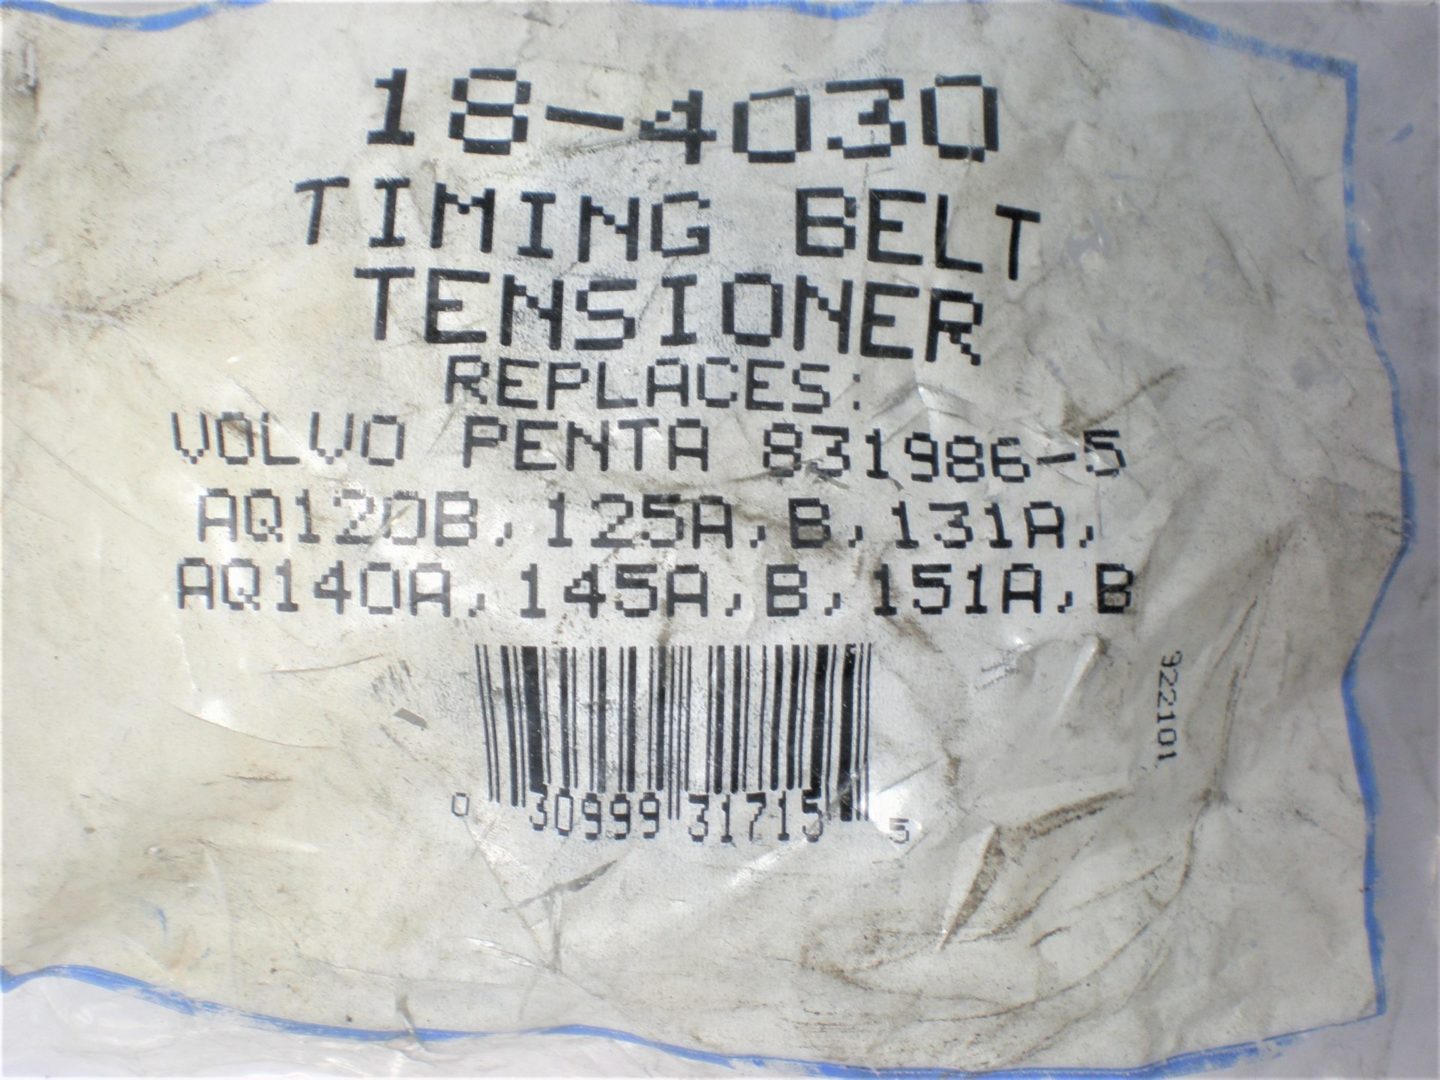 18-4030
TIMING BELT
TENSIONER
REPLACES:
VOLVO PENTA 831986-5
AQ120B, 125A, B, 131A,
AQ140A, 145A, B, 151A, B
922101
0 30999 31715 5